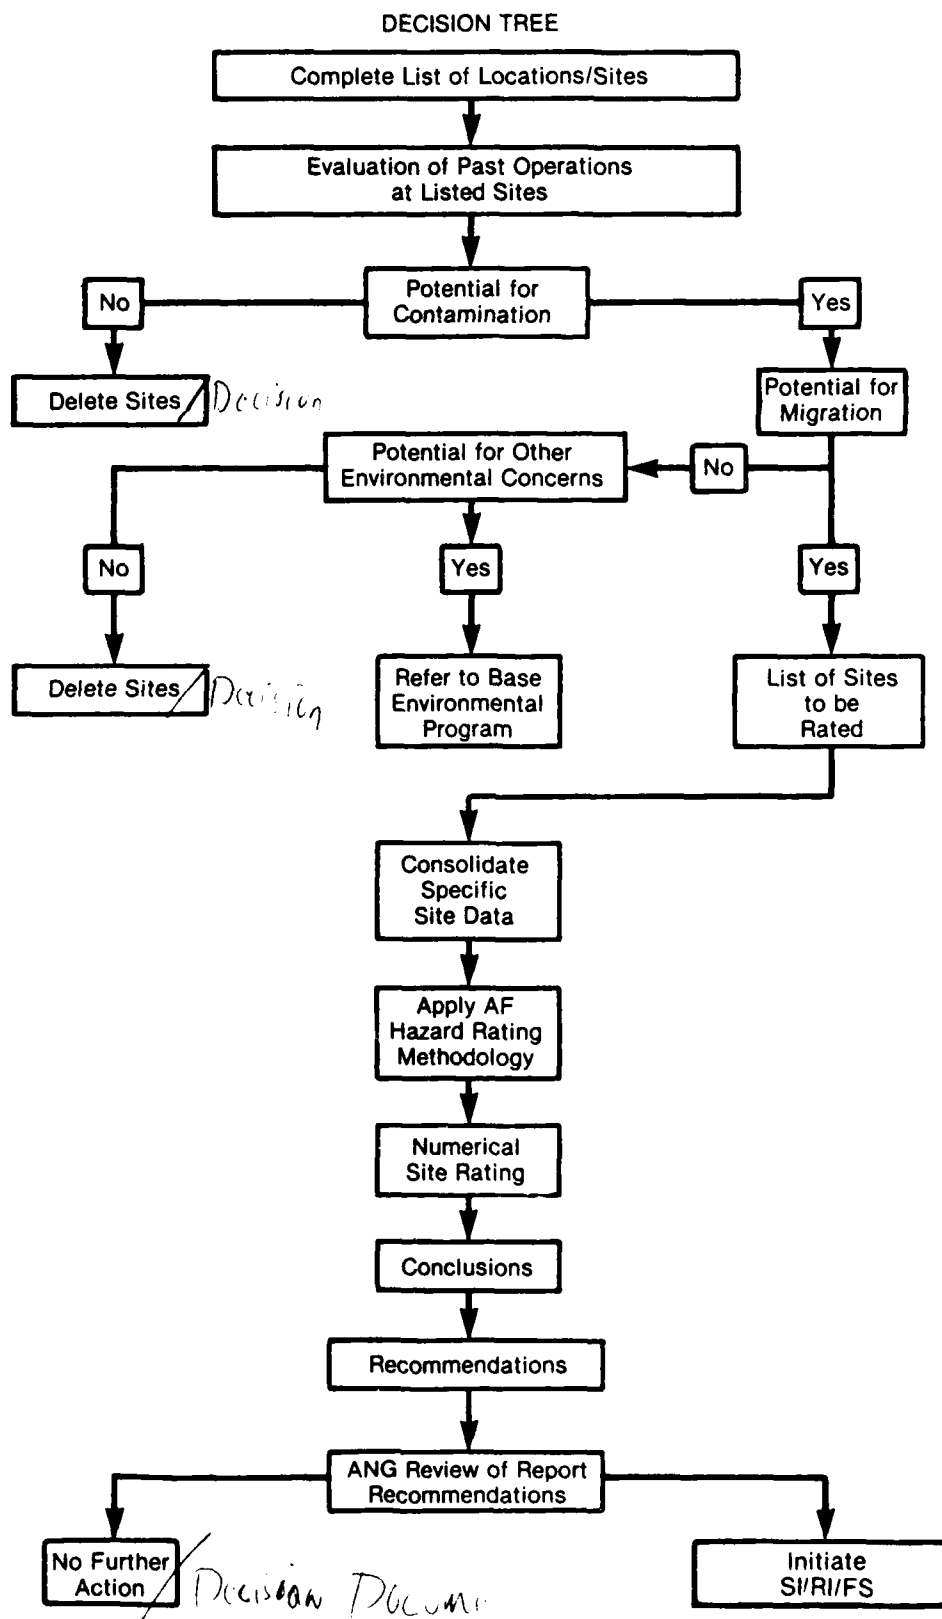 DECISION TREE
Complete List of Locations/Sites
Evaluation of Past Operations
at Listed Sites
Potential for
Contamination
No
Yes
Delete Sites / Decision
Potential for
Migration
Potential for Other
Environmental Concerns
No
No
Yes
Yes
Delete Sites / Decision
Refer to Base
Environmental
Program
List of Sites
to be
Rated
Consolidate
Specific
Site Data
Apply AF
Hazard Rating
Methodology
Numerical
Site Rating
Conclusions
Recommendations
ANG Review of Report
Recommendations
No Further
Action / Decision Docum
Initiate
SI/RI/FS